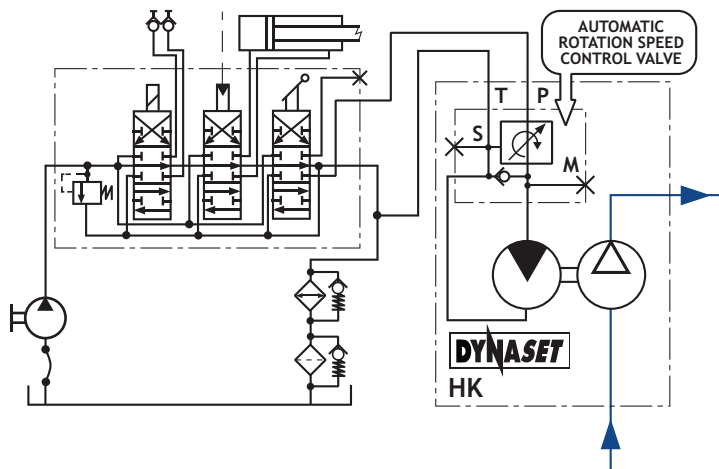 AUTOMATIC
ROTATION SPEED
CONTROL VALVE
T P
S
M
DYNASET
HK